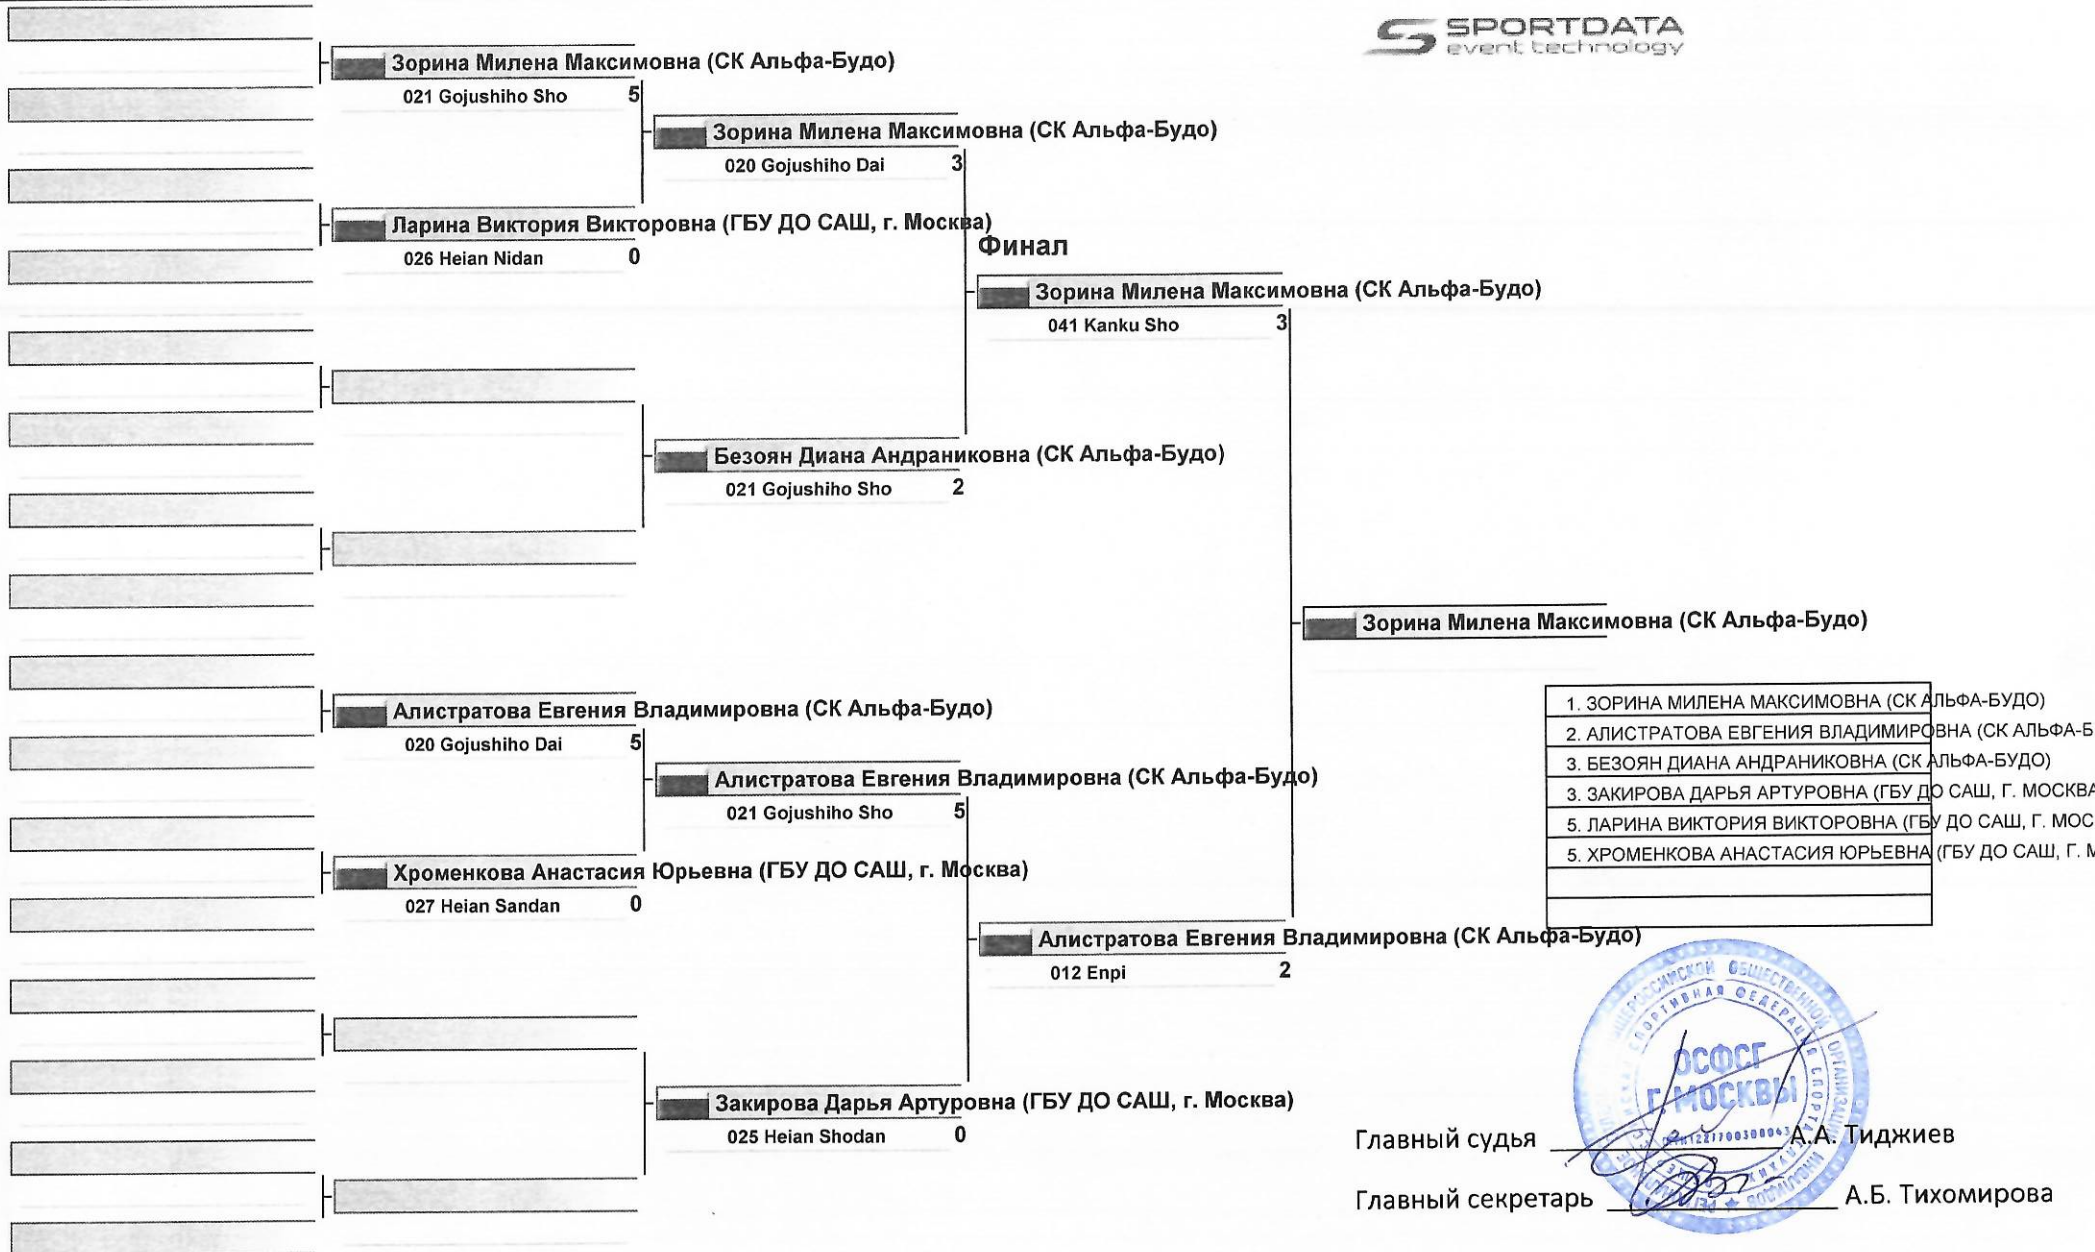 SPORTDATA
event technology
Зорина Милена Максимовна (СК Альфа-Будо)
021 Gojushiho Sho 5
Зорина Милена Максимовна (СК Альфа-Будо)
020 Gojushiho Dai 3
Ларина Виктория Викторовна (ГБУ ДО САШ, г. Москва)
026 Heian Nidan 0
Финал
Зорина Милена Максимовна (СК Альфа-Будо)
041 Kanku Sho 3
Безоян Диана Андраниковна (СК Альфа-Будо)
021 Gojushiho Sho 2
Зорина Милена Максимовна (СК Альфа-Будо)
Алистратова Евгения Владимировна (СК Альфа-Будо)
020 Gojushiho Dai 5
Алистратова Евгения Владимировна (СК Альфа-Будо)
021 Gojushiho Sho 5
Хроменкова Анастасия Юрьевна (ГБУ ДО САШ, г. Москва)
027 Heian Sandan 0
Алистратова Евгения Владимировна (СК Альфа-Будо)
012 Enpi 2
Закирова Дарья Артуровна (ГБУ ДО САШ, г. Москва)
025 Heian Shodan 0
1. ЗОРИНА МИЛЕНА МАКСИМОВНА (СК АЛЬФА-БУДО)
2. АЛИСТРАТОВА ЕВГЕНИЯ ВЛАДИМИРОВНА (СК АЛЬФА-Б
3. БЕЗОЯН ДИАНА АНДРАНИКОВНА (СК АЛЬФА-БУДО)
3. ЗАКИРОВА ДАРЬЯ АРТУРОВНА (ГБУ ДО САШ, Г. МОСКВА
5. ЛАРИНА ВИКТОРИЯ ВИКТОРОВНА (ГБУ ДО САШ, Г. МОС
5. ХРОМЕНКОВА АНАСТАСИЯ ЮРЬЕВНА (ГБУ ДО САШ, Г. М
ОБЩЕСТВЕННОЙ ОРГАНИЗАЦИИ ИНВАЛИДОВ
СПОРТИВНАЯ ФЕДЕРАЦИЯ СПОРТА ГЛУХИХ
ОСФСГ
Г. МОСКВЫ
Главный судья А.А. Тиджиев
Главный секретарь А.Б. Тихомирова